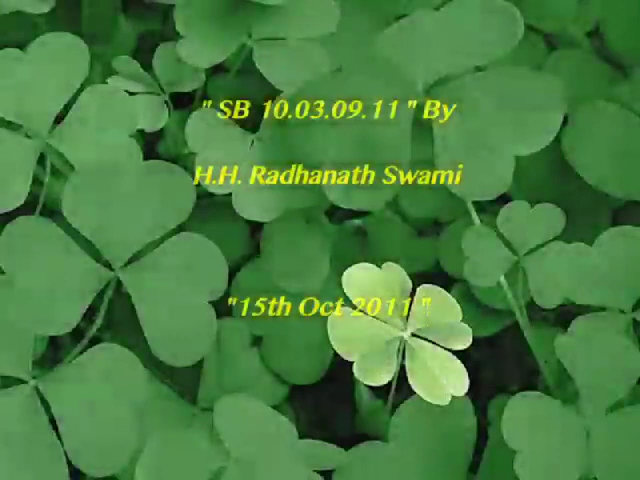 " SB 10.03.09.11 " By
H.H. Radhanath Swami
"15th Oct 2011 "